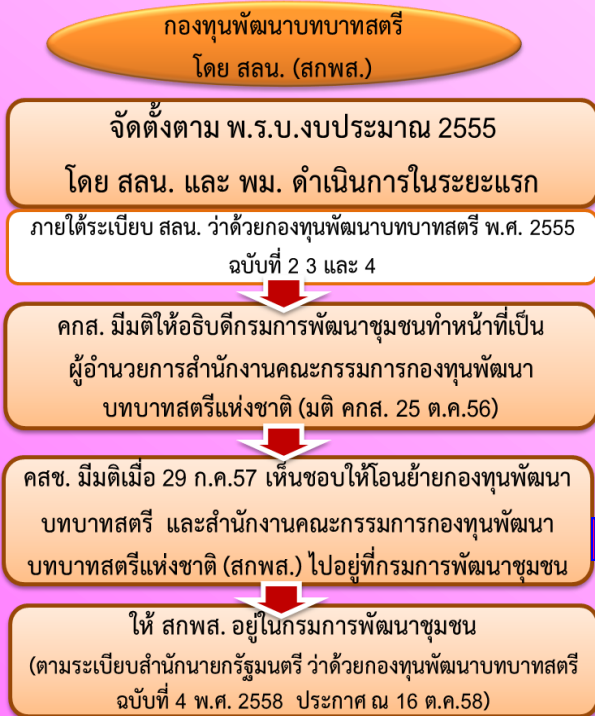 กองทุนพัฒนาบทบาทสตรี
โดย สลน. (สกพส.)
จัดตั้งตาม พ.ร.บ.งบประมาณ 2555
โดย สลน. และ พม. ดำเนินการในระยะแรก
ภายใต้ระเบียบ สลน. ว่าด้วยกองทุนพัฒนาบทบาทสตรี พ.ศ. 2555
ฉบับที่ 2 3 และ 4
คกส. มีมติให้อธิบดีกรมการพัฒนาชุมชนทำหน้าที่เป็น
ผู้อำนวยการสำนักงานคณะกรรมการกองทุนพัฒนา
บทบาทสตรีแห่งชาติ (มติ คกส. 25 ต.ค.56)
คสช. มีมติเมื่อ 29 ก.ค.57 เห็นชอบให้โอนย้ายกองทุนพัฒนา
บทบาทสตรี และสำนักงานคณะกรรมการกองทุนพัฒนา
บทบาทสตรีแห่งชาติ (สกพส.) ไปอยู่ที่กรมการพัฒนาชุมชน
ให้ สกพส. อยู่ในกรมการพัฒนาชุมชน
(ตามระเบียบสำนักนายกรัฐมนตรี ว่าด้วยกองทุนพัฒนาบทบาทสตรี
ฉบับที่ 4 พ.ศ. 2558 ประกาศ ณ 16 ต.ค.58)